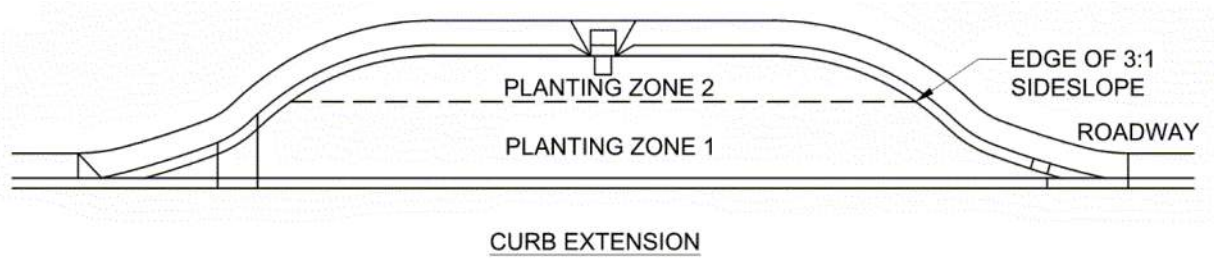 EDGE OF 3:1
SIDESLOPE
PLANTING ZONE 2
ROADWAY
PLANTING ZONE 1
CURB EXTENSION